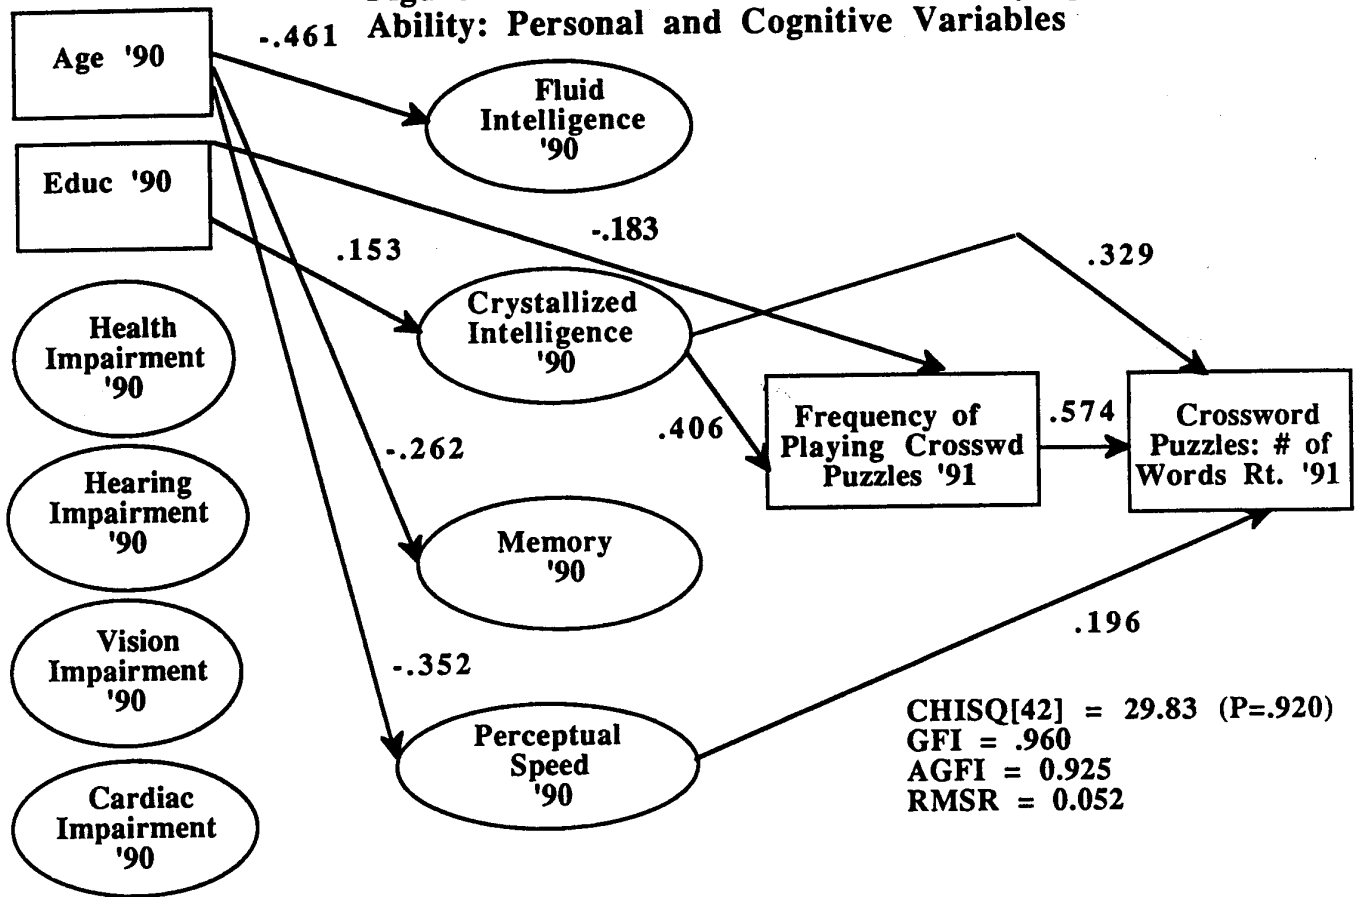 Ability: Personal and Cognitive Variables
Age '90
-.461
Fluid
Intelligence
'90
Educ '90
.153
-.183
.329
Crystallized
Intelligence
'90
Health
Impairment
'90
.406
Frequency of
Playing Crosswd
Puzzles '91
.574
Crossword
Puzzles: # of
Words Rt. '91
-.262
Hearing
Impairment
'90
Memory
'90
.196
Vision
Impairment
'90
-.352
Perceptual
Speed
'90
CHISQ[42] = 29.83 (P=.920)
GFI = .960
AGFI = 0.925
RMSR = 0.052
Cardiac
Impairment
'90